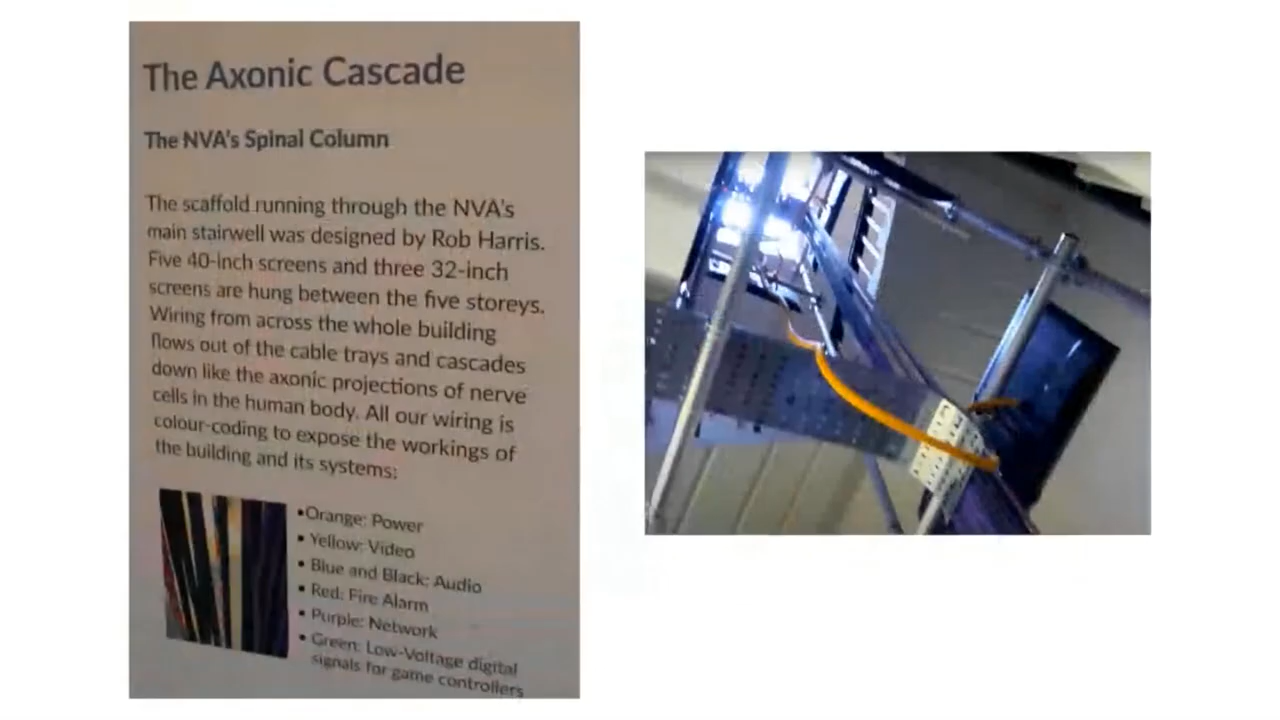 The Axonic Cascade
The NVA's Spinal Column
The scaffold running through the NVA's
main stairwell was designed by Rob Harris.
Five 40-inch screens and three 32-inch
screens are hung between the five storeys.
Wiring from across the whole building
flows out of the cable trays and cascades
down like the axonic projections of nerve
cells in the human body. All our wiring is
colour-coding to expose the workings of
the building and its systems:
•Orange: Power
• Yellow: Video
• Blue and Black: Audio
• Red: Fire Alarm
• Purple: Network
• Green: Low-Voltage digital
signals for game controllers